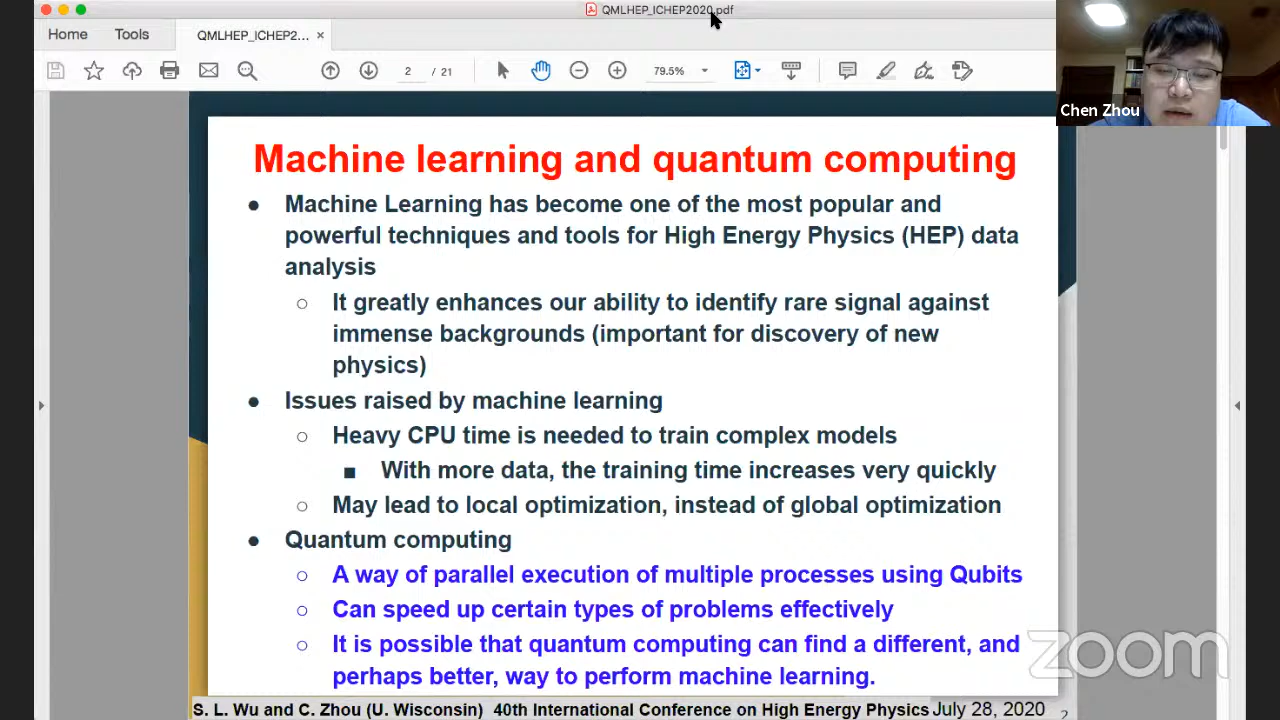 QMLHEP_ICHEP2020.pdf
Home Tools QMLHEP_ICHEP2... ×
2 / 21 79.5%
Chen Zhou
Machine learning and quantum computing
● Machine Learning has become one of the most popular and
powerful techniques and tools for High Energy Physics (HEP) data
analysis
○ It greatly enhances our ability to identify rare signal against
immense backgrounds (important for discovery of new
physics)
● Issues raised by machine learning
○ Heavy CPU time is needed to train complex models
■ With more data, the training time increases very quickly
○ May lead to local optimization, instead of global optimization
● Quantum computing
○ A way of parallel execution of multiple processes using Qubits
○ Can speed up certain types of problems effectively
○ It is possible that quantum computing can find a different, and
perhaps better, way to perform machine learning.
zoom
S. L. Wu and C. Zhou (U. Wisconsin) 40th International Conference on High Energy Physics July 28, 2020 2